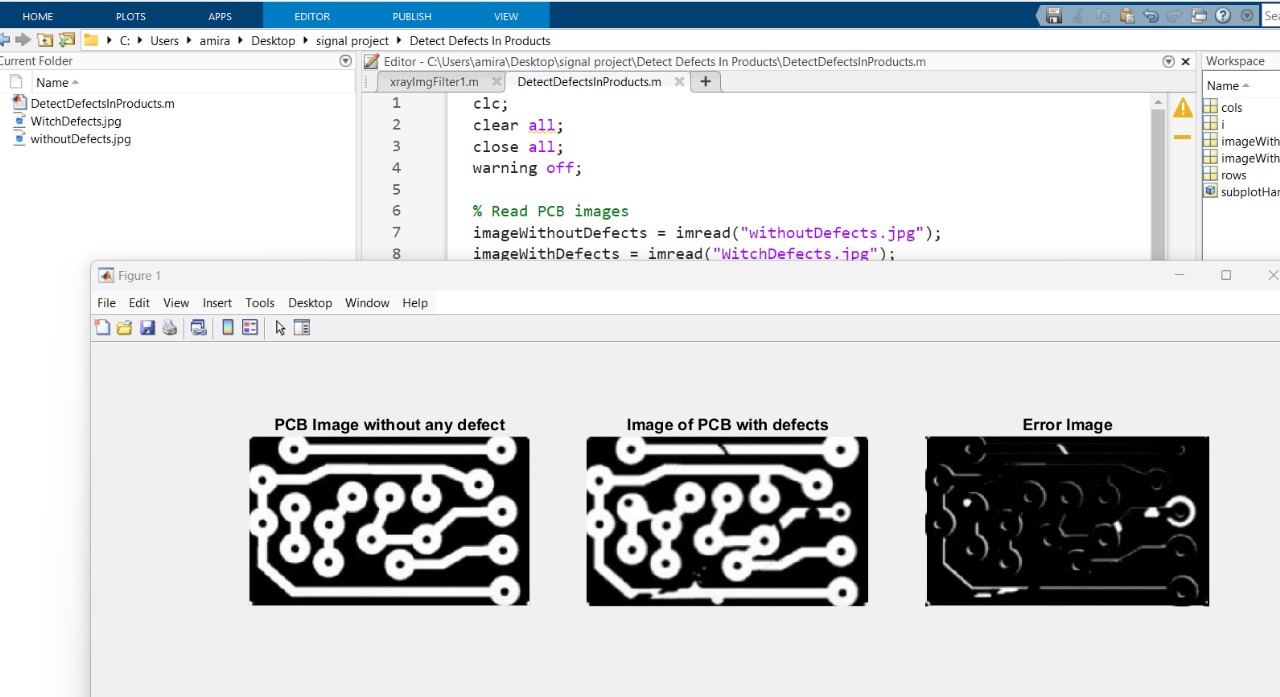 HOME PLOTS APPS EDITOR PUBLISH VIEW
C: Users amira Desktop signal project Detect Defects In Products
Current Folder
Name
DetectDefectsInProducts.m
WitchDefects.jpg
withoutDefects.jpg
Editor - C:\Users\amira\Desktop\signal project\Detect Defects In Products\DetectDefectsInProducts.m
xrayImgFilter1.m DetectDefectsInProducts.m
1 clc;
2 clear all;
3 close all;
4 warning off;
5
6 % Read PCB images
7 imageWithoutDefects = imread("withoutDefects.jpg");
8 imageWithDefects = imread("WitchDefects.jpg");
Workspace
Name
cols
i
imageWith
imageWith
rows
subplotHar
Figure 1
File Edit View Insert Tools Desktop Window Help
PCB Image without any defect
Image of PCB with defects
Error Image